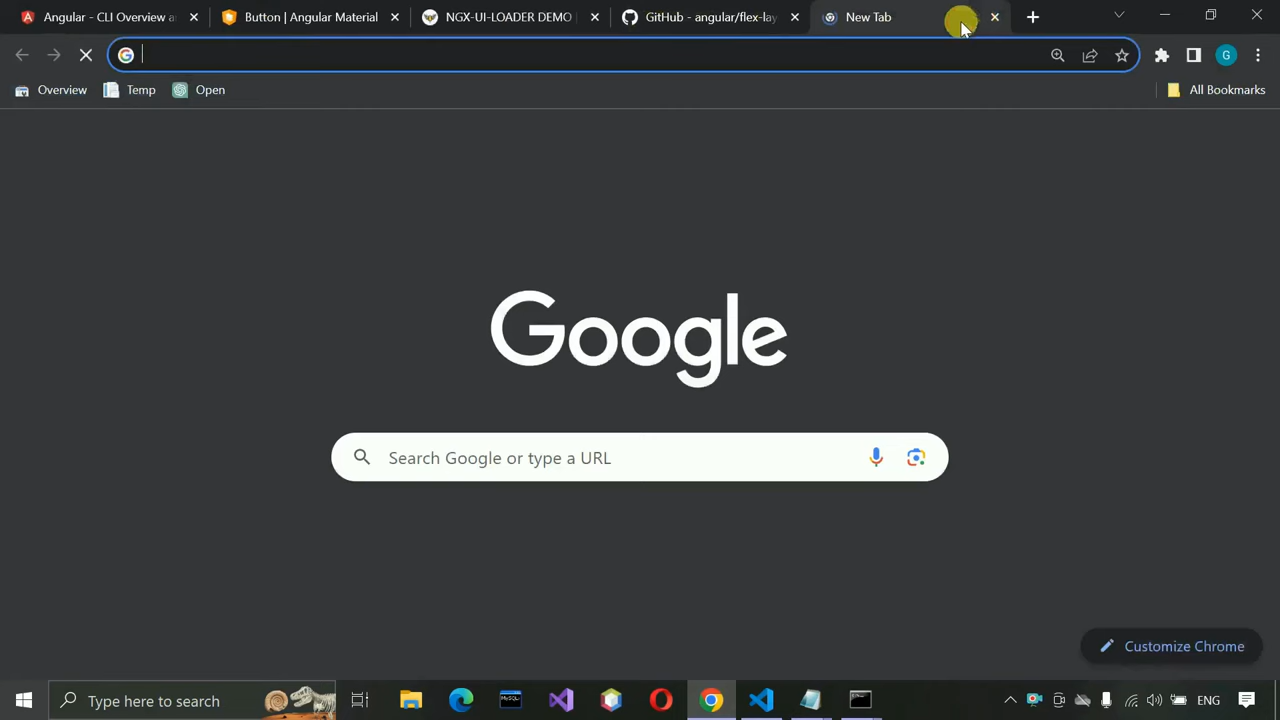 Angular - CLI Overview a
Button | Angular Material
NGX-UI-LOADER DEMO
GitHub - angular/flex-lay
New Tab
G
Overview
Temp
Open
All Bookmarks
Google
Search Google or type a URL
Customize Chrome
Type here to search
MySQL
ENG